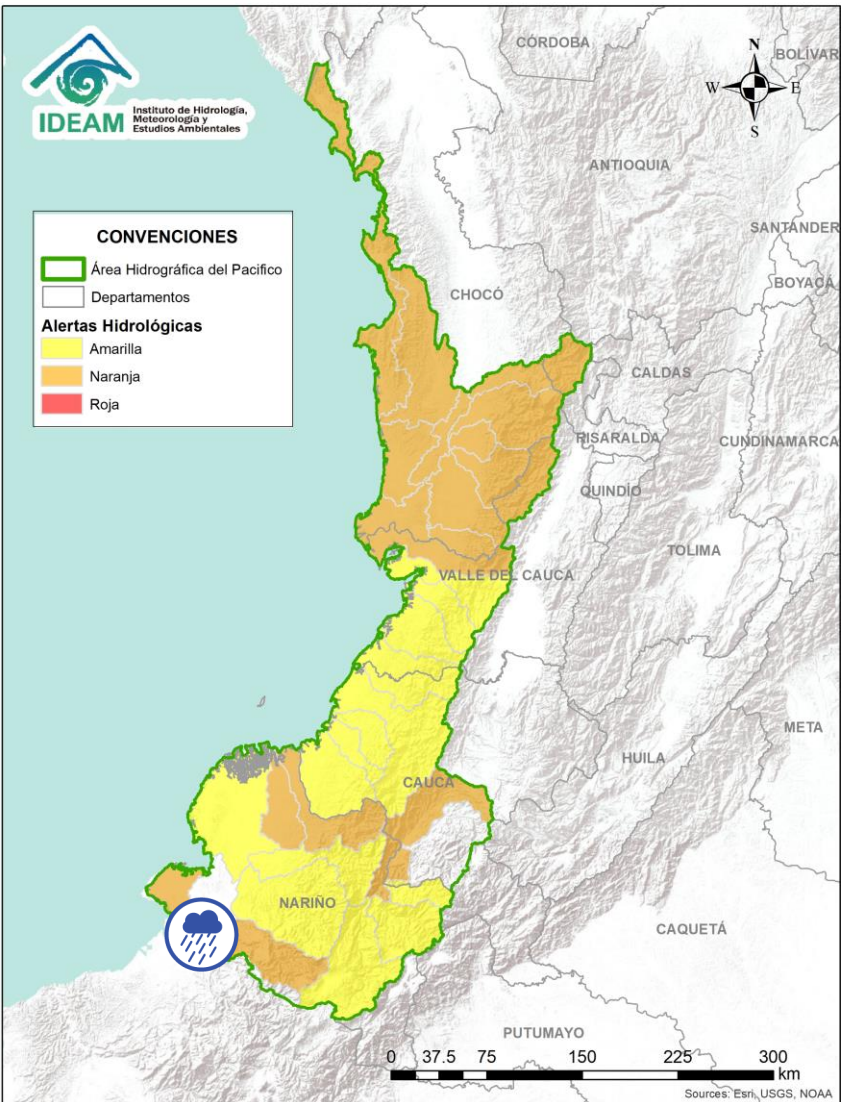 IDEAM
Instituto de Hidrología,
Meteorología y
Estudios Ambientales
N
W
E
S
CÓRDOBA
BOLIVAR
ANTIOQUIA
SANTANDER
BOYACÁ
CONVENCIONES
Área Hidrográfica del Pacifico
Departamentos
Alertas Hidrológicas
Amarilla
Naranja
Roja
CHOCÓ
CALDAS
RISARALDA
CUNDINAMARCA
QUINDÍO
TOLIMA
VALLE DEL CAUCA
META
HUILA
CAUCA
NARIÑO
CAQUETÁ
PUTUMAYO
0 37.5 75 150 225 300
km
Sources: Esri, USGS, NOAA